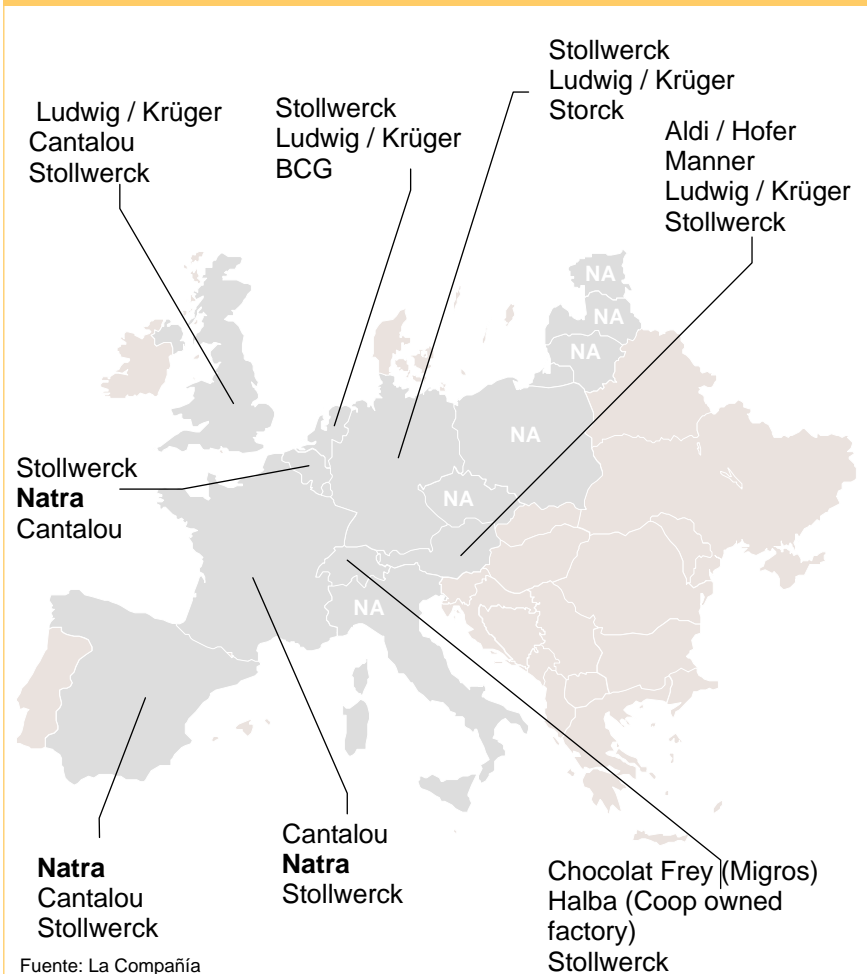 Stollwerck
Ludwig / Krüger
Storck
Ludwig / Krüger
Cantalou
Stollwerck
Stollwerck
Ludwig / Krüger
BCG
Aldi / Hofer
Manner
Ludwig / Krüger
Stollwerck
NA
NA
NA
NA
NA
NA
Stollwerck
Natra
Cantalou
Natra
Cantalou
Stollwerck
Cantalou
Natra
Stollwerck
Chocolat Frey (Migros)
Halba (Coop owned
factory)
Stollwerck
Fuente: La Compañía